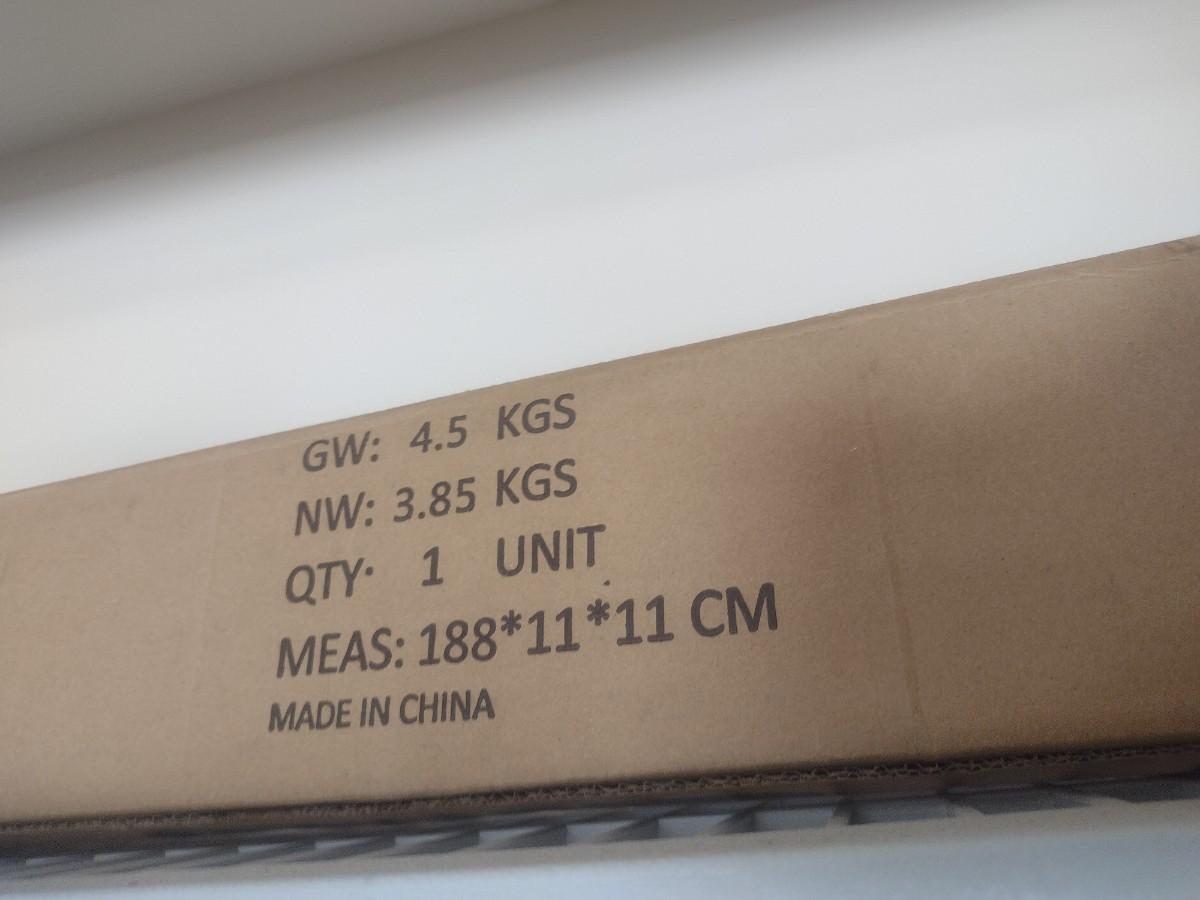 GW: 4.5 KGS
NW: 3.85 KGS
QTY· 1 UNIT
MEAS: 188*11*11 CM
MADE IN CHINA